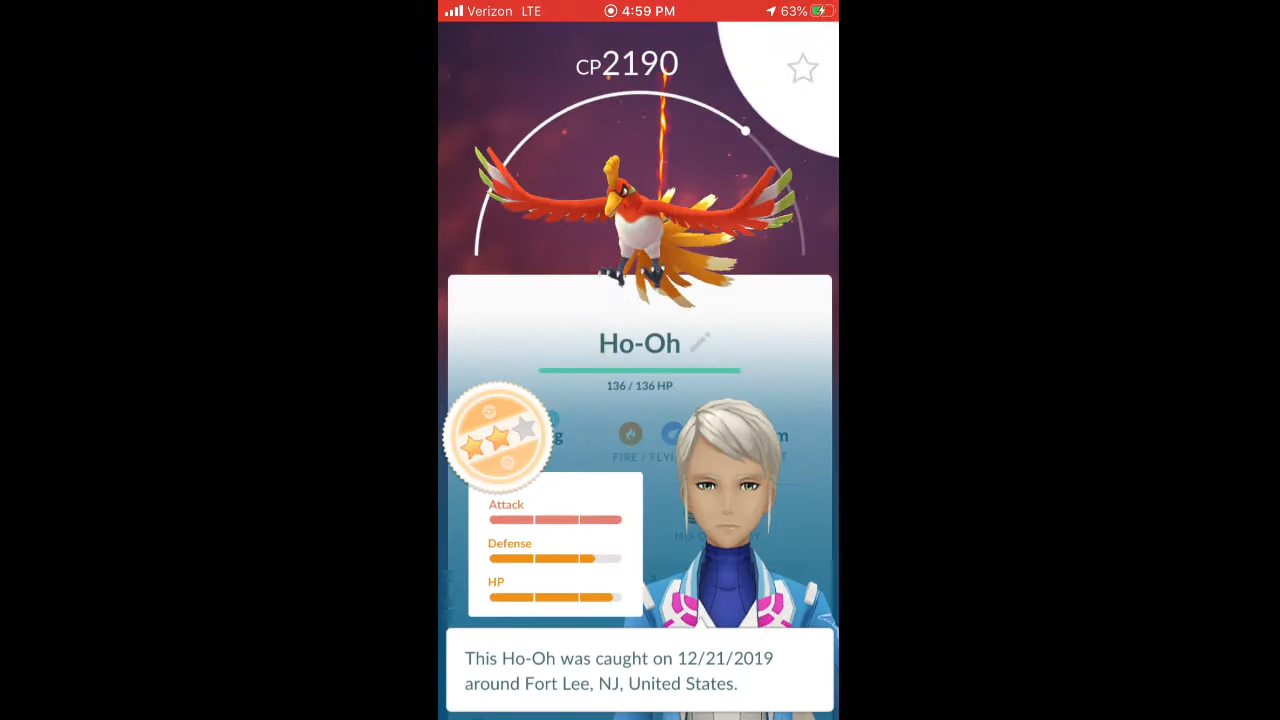 Verizon LTE 4:59 PM 63%
CP2190
Ho-Oh
136 / 136 HP
FIRE / FLYI
Attack
Defense
HP
This Ho-Oh was caught on 12/21/2019
around Fort Lee, NJ, United States.